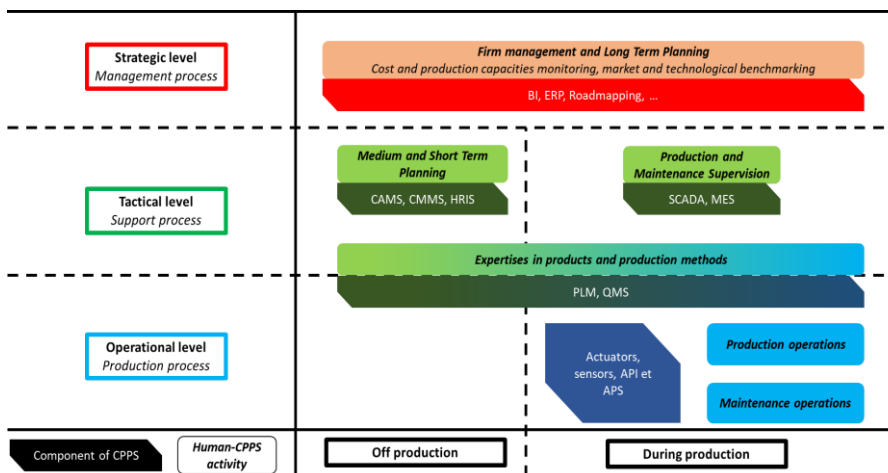 Strategic level
Management process
Firm management and Long Term Planning
Cost and production capacities monitoring, market and technological benchmarking
BI, ERP, Roadmapping, ...
Tactical level
Support process
Medium and Short Term
Planning
CAMS, CMMS, HRIS
Production and
Maintenance Supervision
SCADA, MES
Expertises in products and production methods
PLM, QMS
Operational level
Production process
Actuators,
sensors, API et
APS
Production operations
Maintenance operations
Component of CPPS
Human-CPPS
activity
Off production
During production